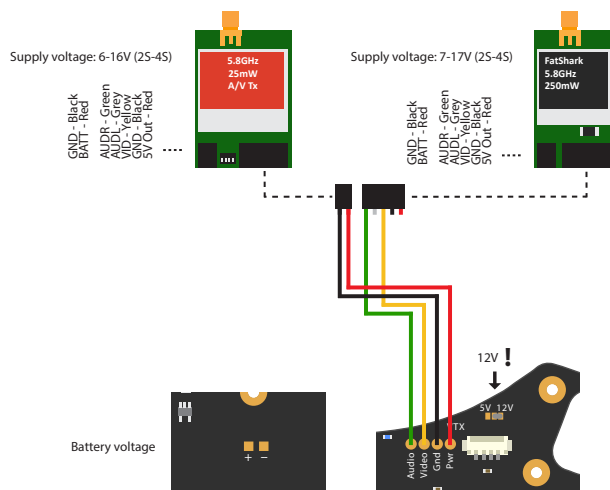 Supply voltage: 6-16V (2S-4S)
5.8GHz
25mW
A/V Tx
GND - Black
BATT - Red
AUDR - Green
AUDL - Grey
VID - Yellow
GND - Black
5V Out - Red
Supply voltage: 7-17V (2S-4S)
FatShark
5.8GHz
250mW
GND - Black
BATT - Red
AUDR - Green
AUDL - Grey
VID - Yellow
GND - Black
5V Out - Red
12V !
5V 12V
VTX
Audio
Video
Gnd
Pwr
Battery voltage
+ −